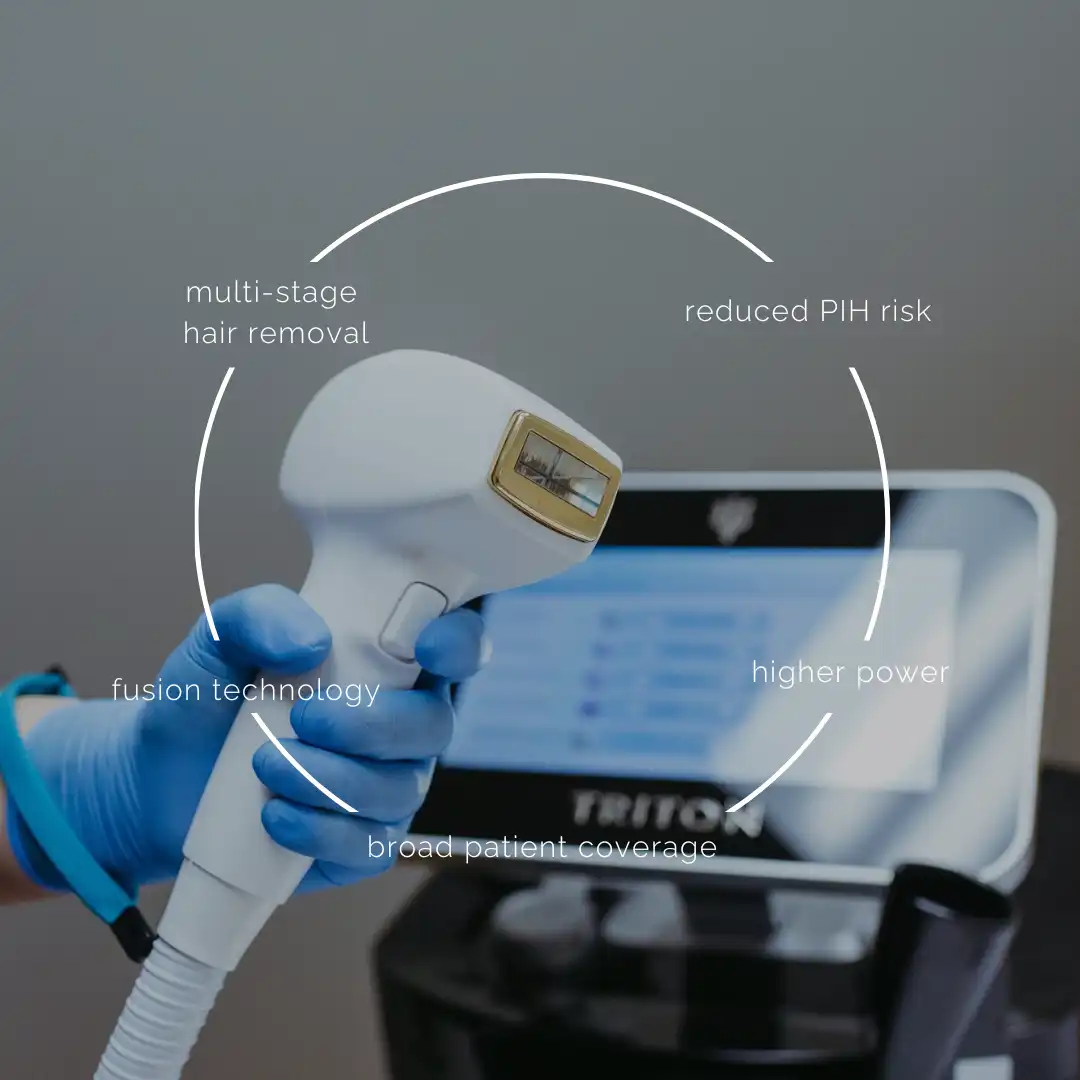 multi-stage
hair removal
reduced PIH risk
fusion technology
higher power
TRITON
broad patient coverage